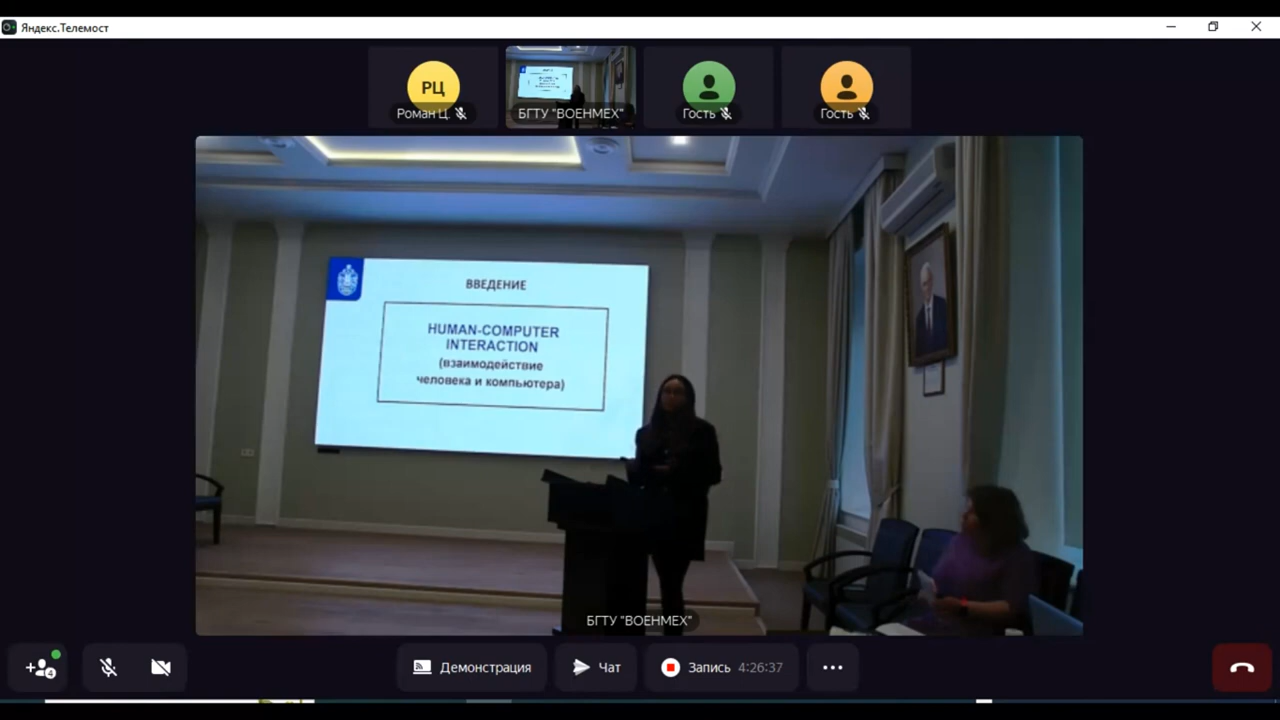 Яндекс.Телемост
РЦ
Роман Ц.
БГТУ "ВОЕНМЕХ"
Гость
Гость
ВВЕДЕНИЕ
HUMAN-COMPUTER
INTERACTION
(взаимодействие
человека и компьютера)
БГТУ "ВОЕНМЕХ"
4
Демонстрация
Чат
Запись 4:26:37